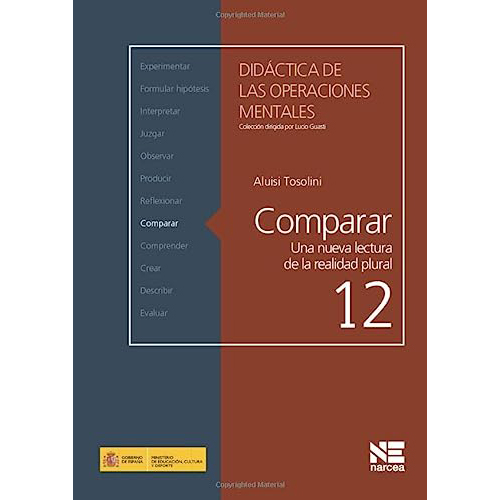 Copyrighted Material
Experimentar
Formular hipótesis
Interpretar
Juzgar
Observar
Producir
Reflexionar
Comparar
Comprender
Crear
Describir
Evaluar
DIDÁCTICA DE
LAS OPERACIONES
MENTALES
Colección dirigida por Lucio Guasti
Aluisi Tosolini
Comparar
Una nueva lectura
de la realidad plural
12
GOBIERNO
DE ESPAÑA
MINISTERIO
DE EDUCACIÓN, CULTURA
Y DEPORTE
NE
narcea
Copyrighted Material